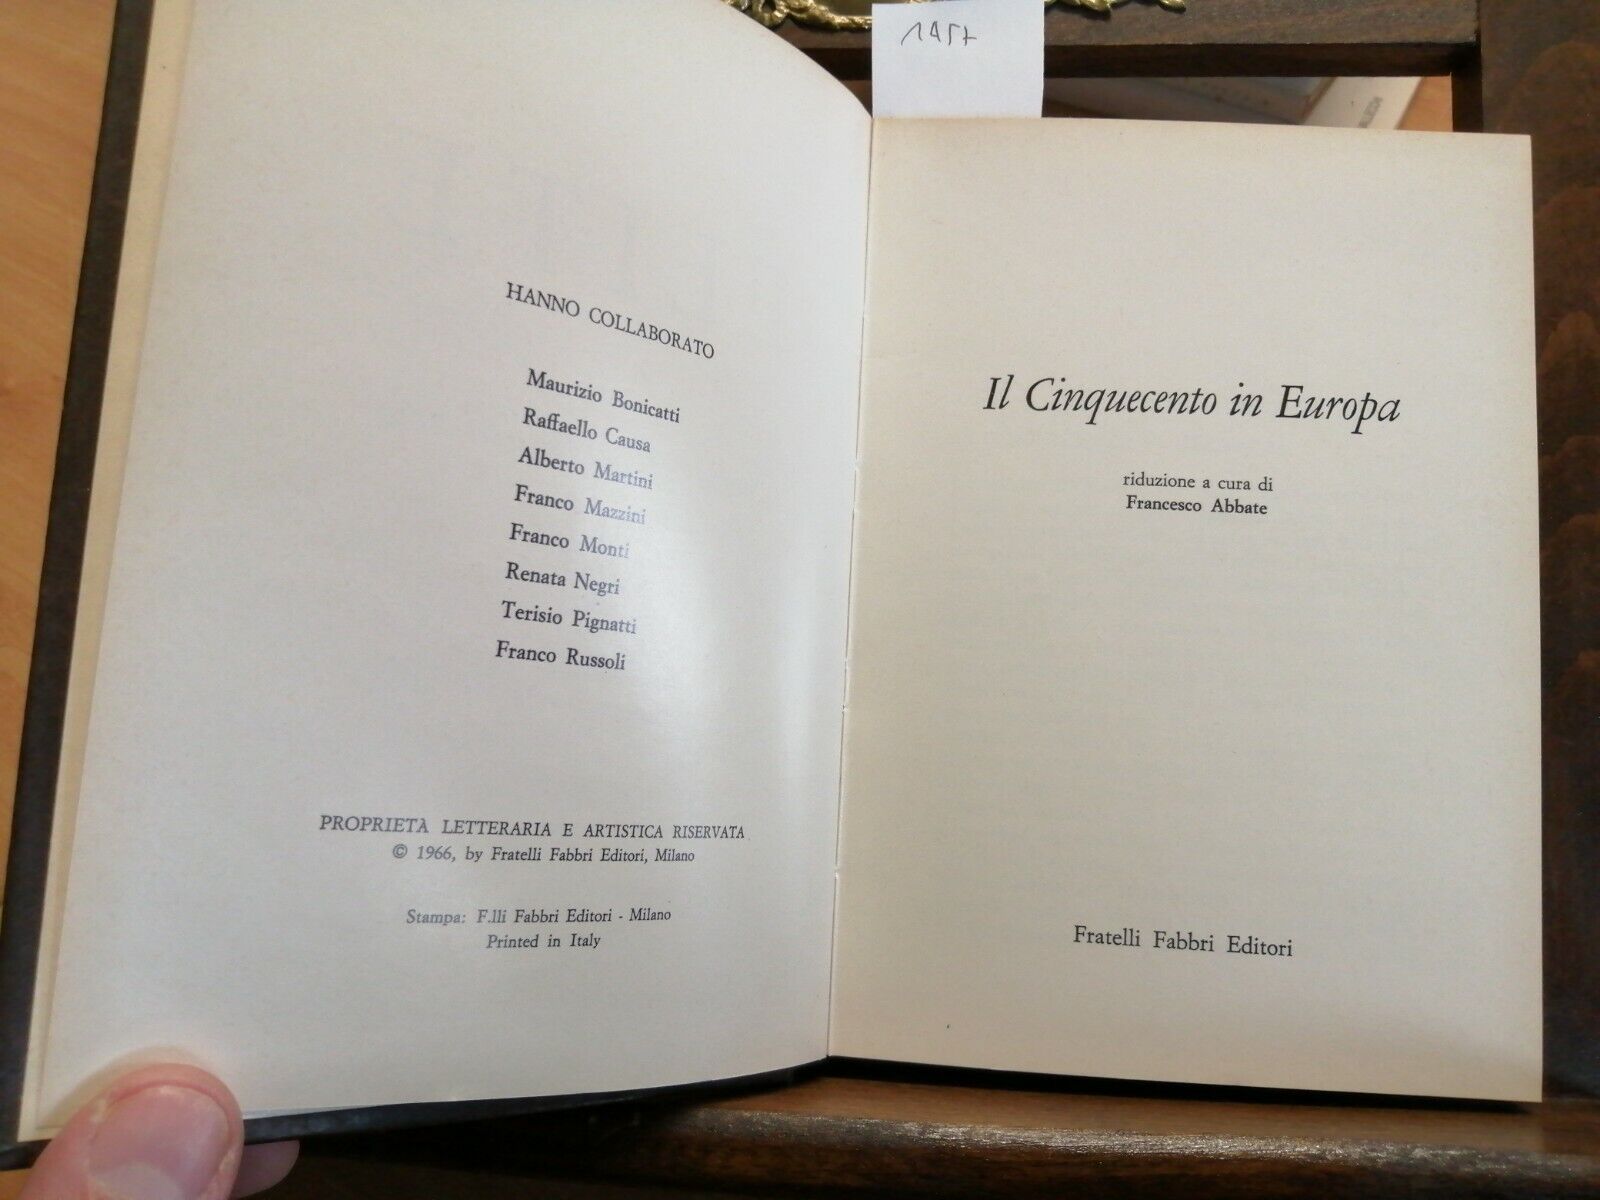 1457
HANNO COLLABORATO
Maurizio Bonicatti
Raffaello Causa
Alberto Martini
Franco Mazzini
Franco Monti
Renata Negri
Terisio Pignatti
Franco Russoli
PROPRIETÀ LETTERARIA E ARTISTICA RISERVATA
© 1966, by Fratelli Fabbri Editori, Milano
Stampa: F.lli Fabbri Editori - Milano
Printed in Italy
Il Cinquecento in Europa
riduzione a cura di
Francesco Abbate
Fratelli Fabbri Editori